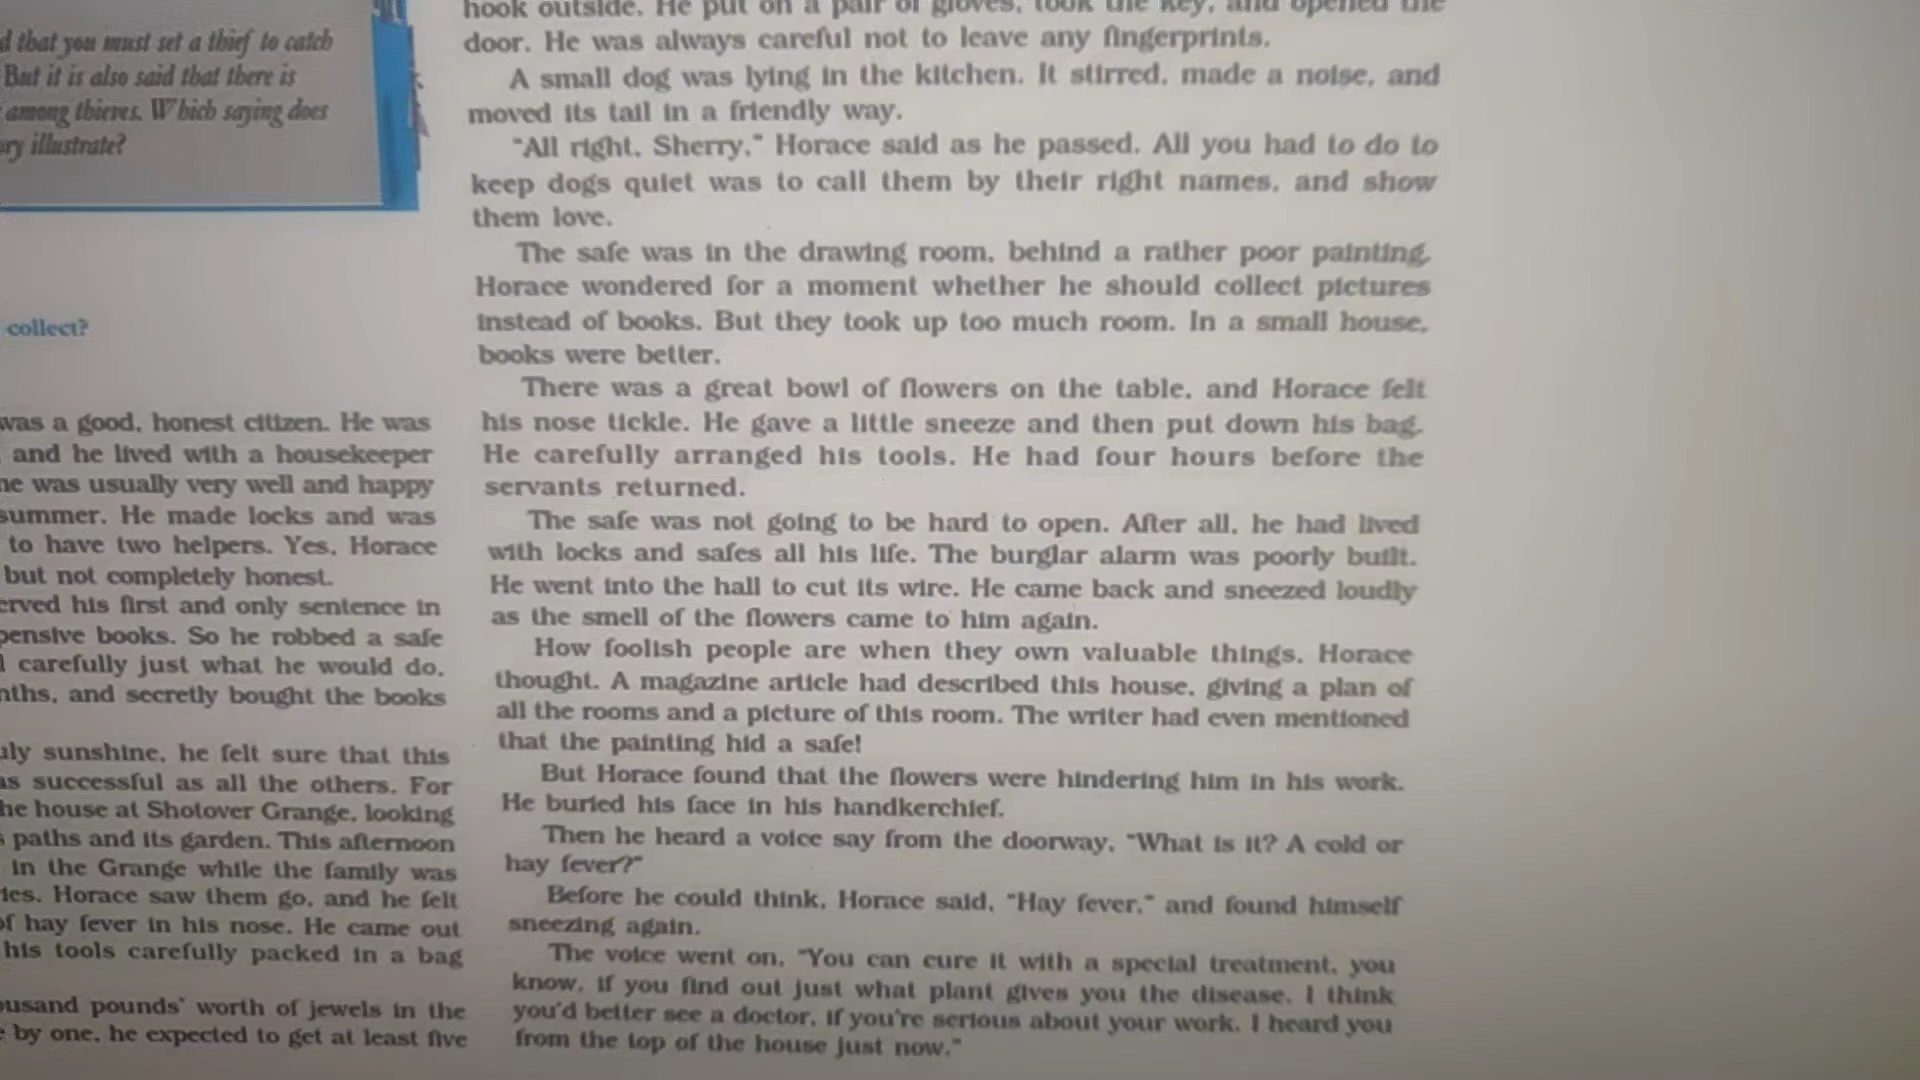 d that you must set a thief to catch
But it is also said that there is
among thieves. Which saying does
ry illustrate?
collect?
was a good, honest citizen. He was
and he lived with a housekeeper
he was usually very well and happy
summer. He made locks and was
to have two helpers. Yes, Horace
but not completely honest.
erved his first and only sentence in
pensive books. So he robbed a safe
carefully just what he would do,
nths, and secretly bought the books
uly sunshine, he felt sure that this
as successful as all the others. For
he house at Shotover Grange, looking
paths and its garden. This afternoon
in the Grange while the family was
ies. Horace saw them go, and he felt
of hay fever in his nose. He came out
his tools carefully packed in a bag
ousand pounds' worth of jewels in the
by one, he expected to get at least five
hook outside. He put on a pair of gloves, took the key, and opened the
door. He was always careful not to leave any fingerprints.
A small dog was lying in the kitchen. It stirred, made a noise, and
moved its tail in a friendly way.
"All right, Sherry," Horace said as he passed. All you had to do to
keep dogs quiet was to call them by their right names, and show
them love.
The safe was in the drawing room, behind a rather poor painting.
Horace wondered for a moment whether he should collect pictures
instead of books. But they took up too much room. In a small house,
books were better.
There was a great bowl of flowers on the table, and Horace felt
his nose tickle. He gave a little sneeze and then put down his bag.
He carefully arranged his tools. He had four hours before the
servants returned.
The safe was not going to be hard to open. After all, he had lived
with locks and safes all his life. The burglar alarm was poorly built.
He went into the hall to cut its wire. He came back and sneezed loudly
as the smell of the flowers came to him again.
How foolish people are when they own valuable things, Horace
thought. A magazine article had described this house, giving a plan of
all the rooms and a picture of this room. The writer had even mentioned
that the painting hid a safe!
But Horace found that the flowers were hindering him in his work.
He buried his face in his handkerchief.
Then he heard a voice say from the doorway, "What is it? A cold or
hay fever?"
Before he could think, Horace said, "Hay fever," and found himself
sneezing again.
The voice went on, "You can cure it with a special treatment, you
know, if you find out just what plant gives you the disease. I think
you'd better see a doctor, if you're serious about your work. I heard you
from the top of the house just now."